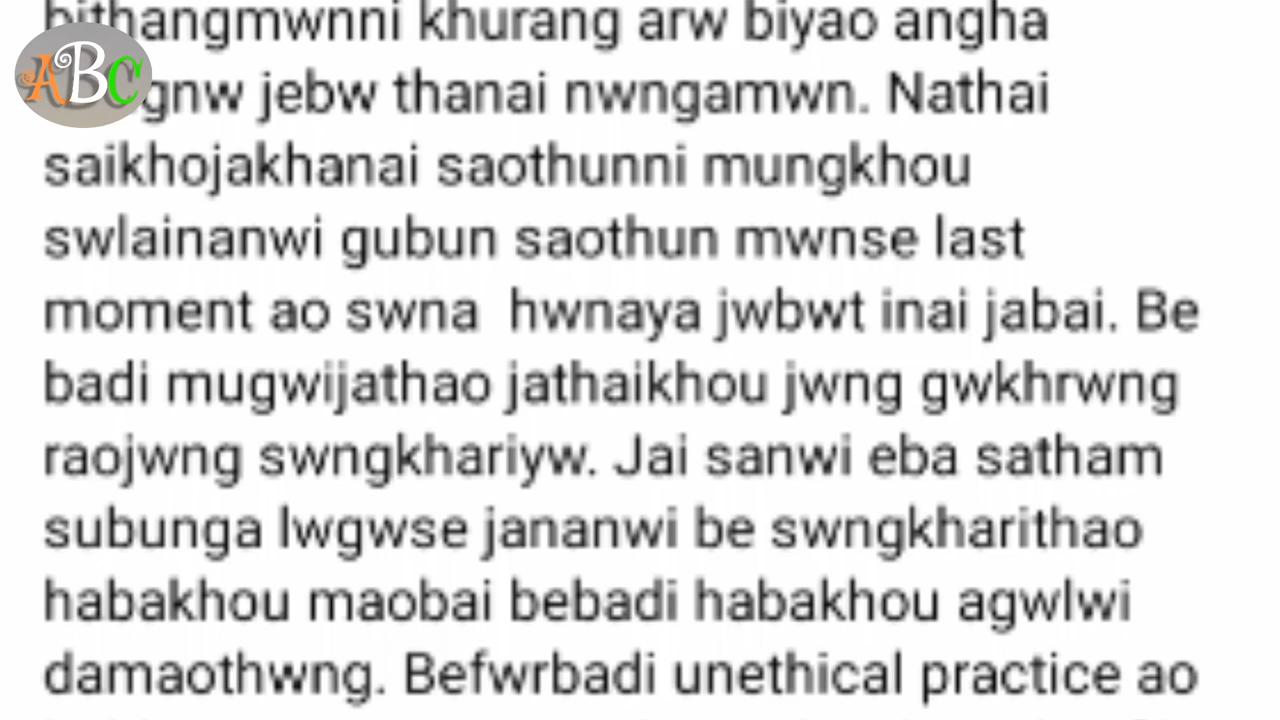 ABC
bithangmwnni khurang arw biyao angha
jebw thanai nwngamwn. Nathai
saikhojakhanai saothunni mungkhou
swlainanwi gubun saothun mwnse last
moment ao swna hwnaya jwbwt inai jabai. Be
badi mugwijathao jathaikhou jwng gwkhrwng
raojwng swngkhariyw. Jai sanwi eba satham
subunga lwgwse jananwi be swngkharithao
habakhou maobai bebadi habakhou agwlwi
damaothwng. Befwrbadi unethical practice ao